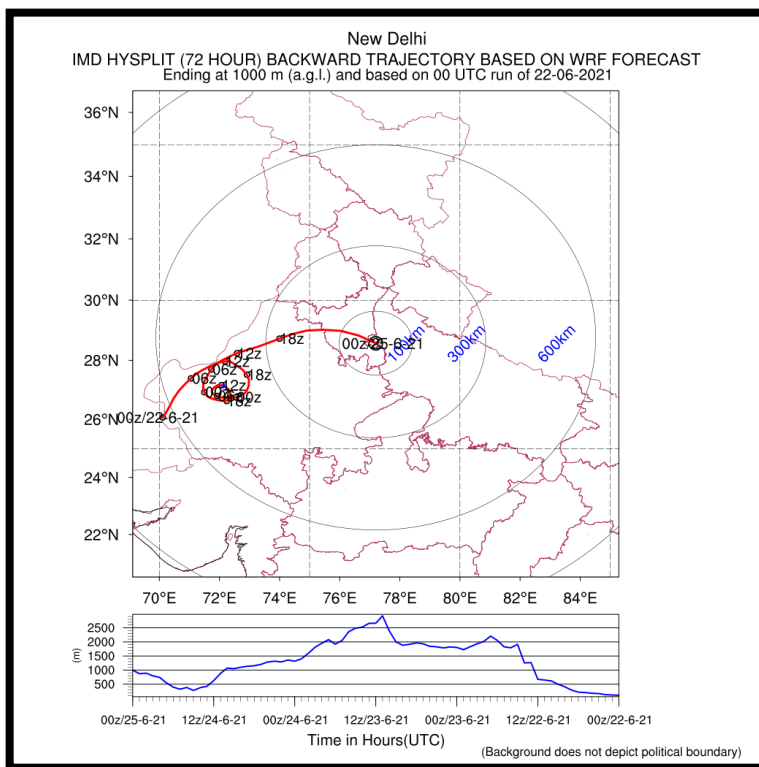 New Delhi
IMD HYSPLIT (72 HOUR) BACKWARD TRAJECTORY BASED ON WRF FORECAST
Ending at 1000 m (a.g.l.) and based on 00 UTC run of 22-06-2021
36°N
34°N
32°N
30°N
28°N
26°N
24°N
22°N
18z
00z/25-6-21
100km
300km
600km
12z
12z
06z
18z
06z
12z
00z
00z
18z
00z/22-6-21
70°E 72°E 74°E 76°E 78°E 80°E 82°E 84°E
(m)
2500
2000
1500
1000
500
00z/25-6-21 12z/24-6-21 00z/24-6-21 12z/23-6-21 00z/23-6-21 12z/22-6-21 00z/22-6-21
Time in Hours(UTC)
(Background does not depict political boundary)